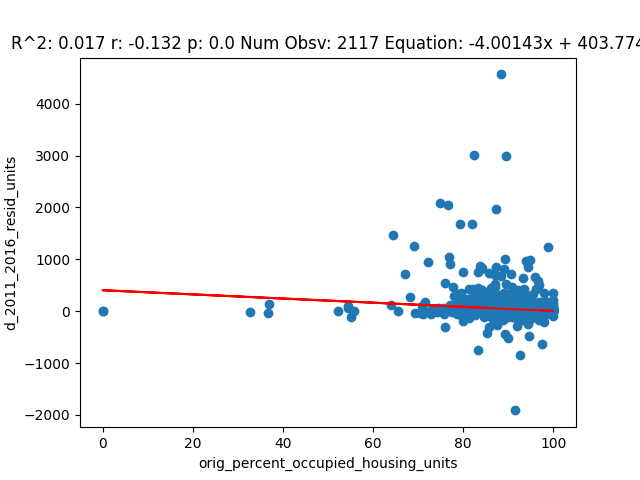 R^2: 0.017 r: -0.132 p: 0.0 Num Obsv: 2117 Equation: -4.00143x + 403.774
d_2011_2016_resid_units
4000
3000
2000
1000
0
−1000
−2000
0 20 40 60 80 100
orig_percent_occupied_housing_units